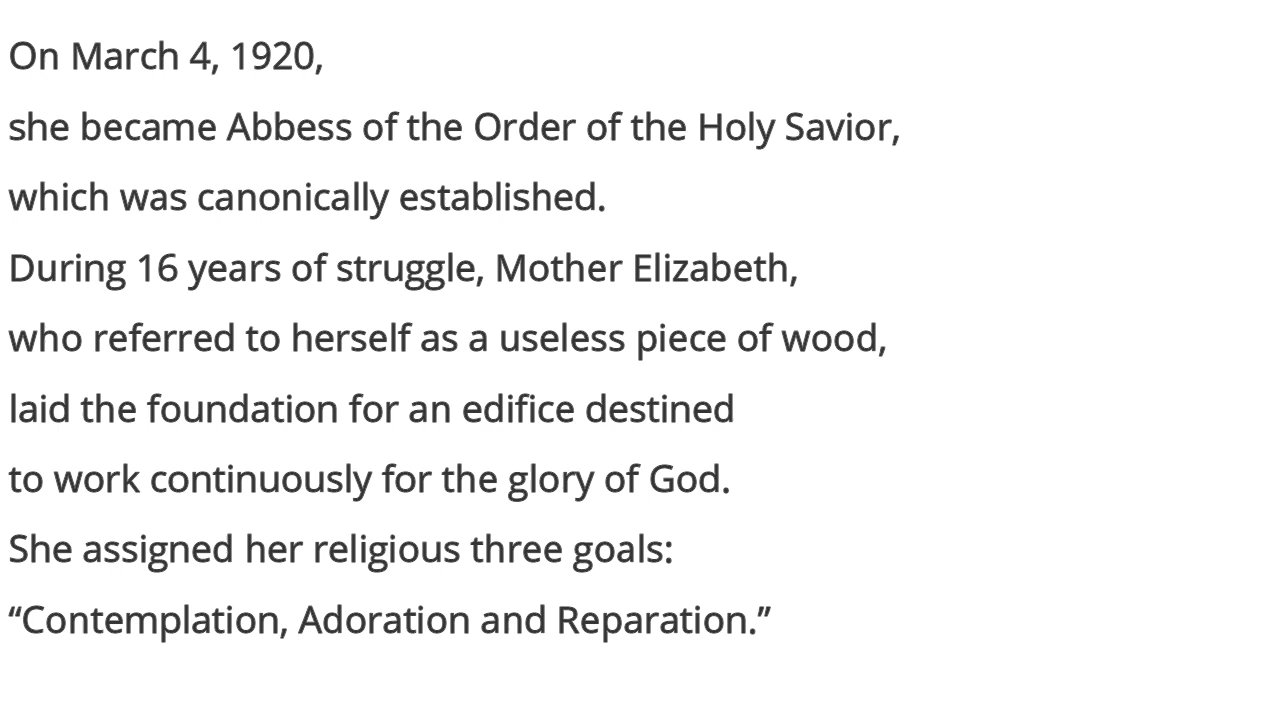 On March 4, 1920,
she became Abbess of the Order of the Holy Savior,
which was canonically established.
During 16 years of struggle, Mother Elizabeth,
who referred to herself as a useless piece of wood,
laid the foundation for an edifice destined
to work continuously for the glory of God.
She assigned her religious three goals:
“Contemplation, Adoration and Reparation.”